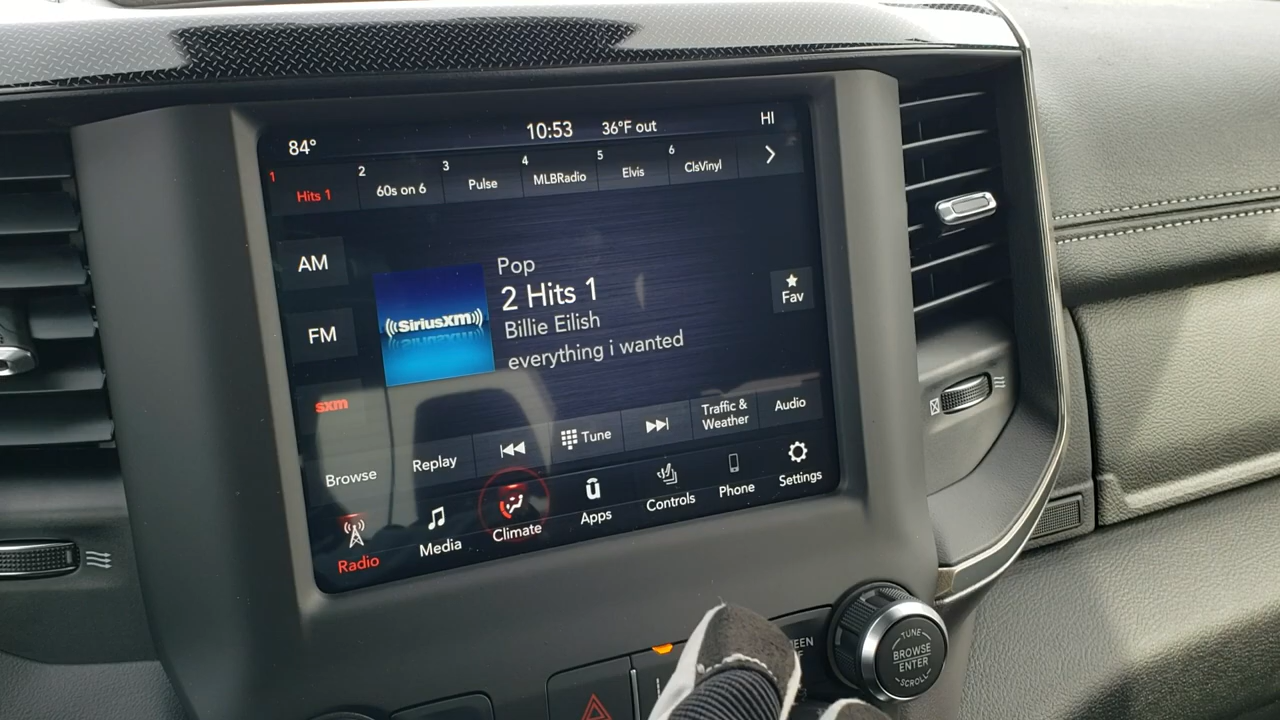 84°
10:53
36°F out
HI
1
Hits 1
2
60s on 6
3
Pulse
4
MLBRadio
5
Elvis
6
ClsVinyl
AM
FM
sxm
Browse
((SiriusXM))
Pop
2 Hits 1
Billie Eilish
everything i wanted
Fav
Replay
Tune
Traffic &
Weather
Audio
Radio
Media
Climate
Apps
Controls
Phone
Settings
TUNE
BROWSE
ENTER
SCROLL